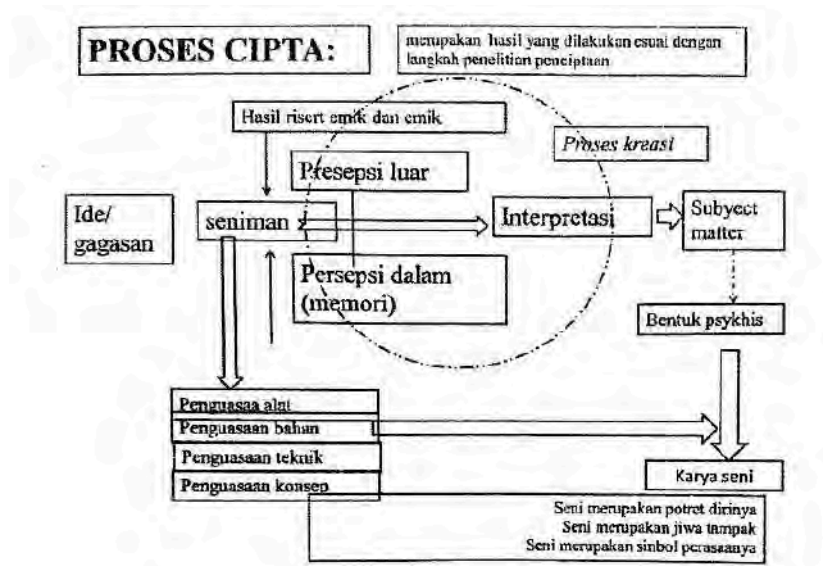 PROSES CIPTA:
merupakan hasil yang dilakukan esuai dengan
langkah penelitian penciptaan
Hasil risert emik dan emik
Proses kreasi
Presepsi luar
Ide/
gagasan
seniman
Interpretasi
Subyect
matter
Persepsi dalam
(memori)
Bentuk psykhis
Penguasaa alat
Penguasaan bahan
Penguasaan teknik
Penguasaan konsep
Karya seni
Seni merupakan potret dirinya
Seni merupakan jiwa tampak
Seni merupakan sinbol perasaanya